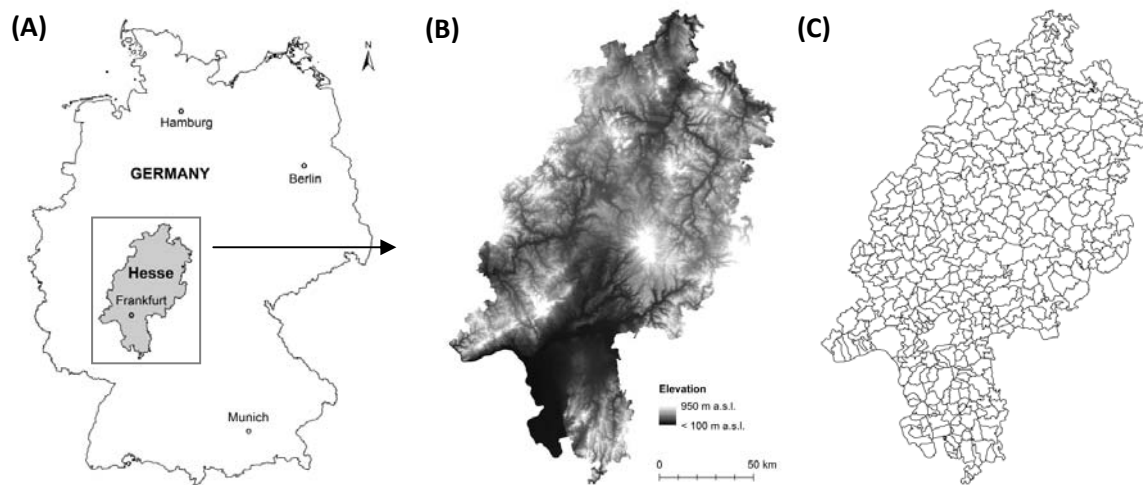 (A)
N
Hamburg
Berlin
GERMANY
Hesse
Frankfurt
Munich
(B)
Elevation
950 m a.s.l.
< 100 m a.s.l.
0 50 km
(C)